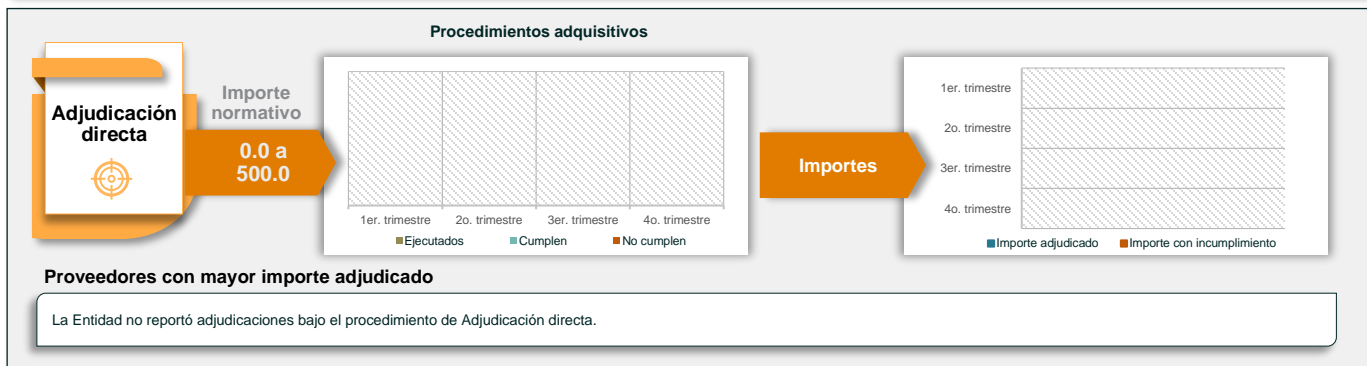 Procedimientos adquisitivos
Adjudicación
directa
Importe
normativo
0.0 a
500.0
1er. trimestre
2o. trimestre
3er. trimestre
4o. trimestre
Ejecutados
Cumplen
No cumplen
Importes
1er. trimestre
2o. trimestre
3er. trimestre
4o. trimestre
Importe adjudicado
Importe con incumplimiento
Proveedores con mayor importe adjudicado
La Entidad no reportó adjudicaciones bajo el procedimiento de Adjudicación directa.